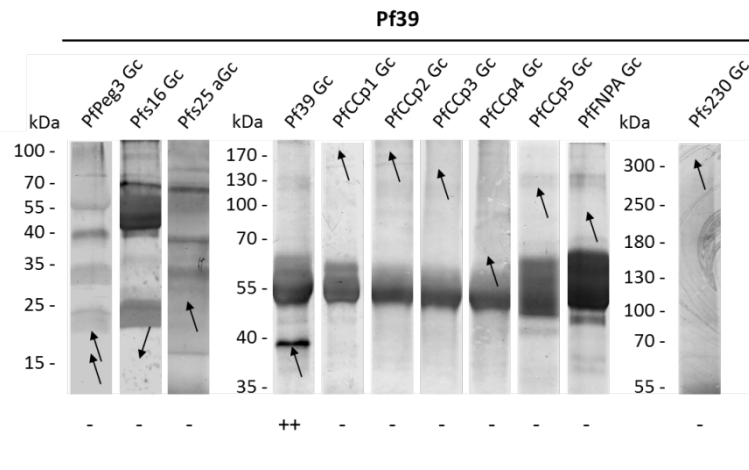 Pf39
PfPeg3 Gc
Pfs16 Gc
Pfs25 aGc
Pf39 Gc
PfCCp1 Gc
PfCCp2 Gc
PfCCp3 Gc
PfCCp4 Gc
PfCCp5 Gc
PfFNPA Gc
Pfs230 Gc
kDa
100 -
70 -
55 -
40 -
35 -
25 -
15 -
kDa
170 -
130 -
100 -
70 -
55 -
40 -
35 -
kDa
300 -
250 -
180 -
130 -
100 -
70 -
55 -
- - - ++ - - - - - - -